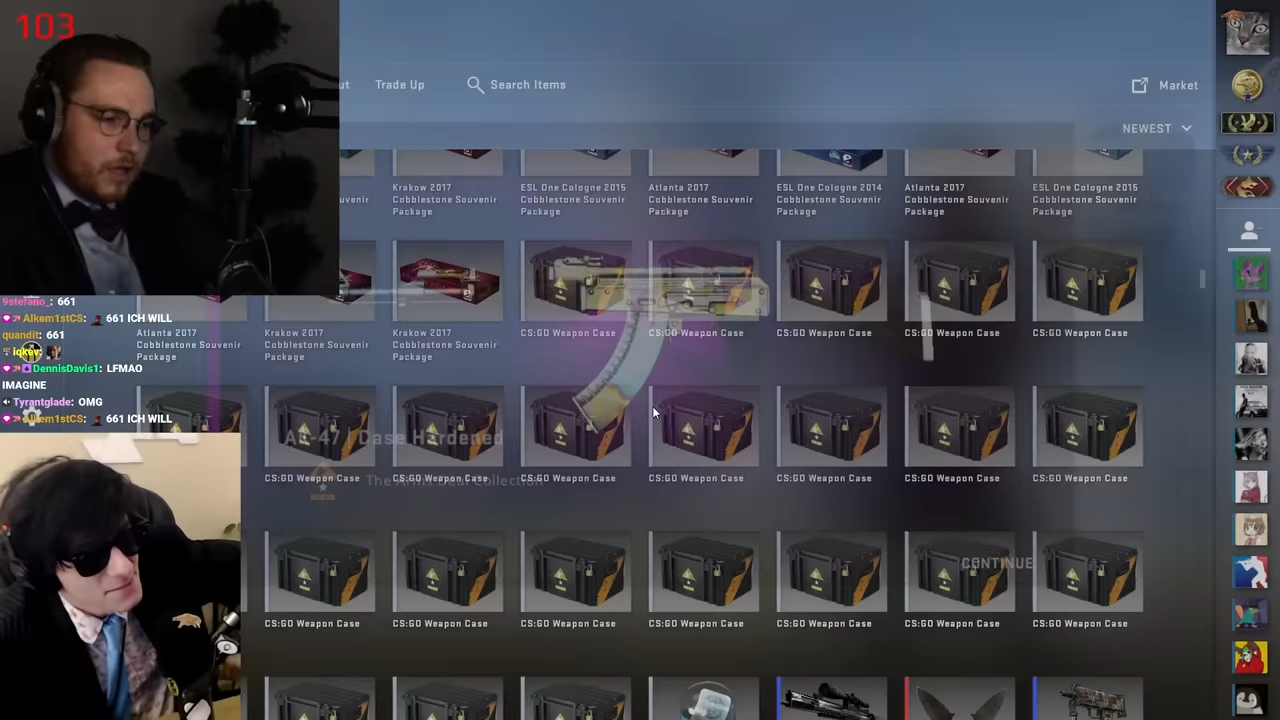 103
ut
Trade Up
Search Items
Market
NEWEST
Krakow 2017
Cobblestone Souvenir
Package
ESL One Cologne 2015
Cobblestone Souvenir
Package
Atlanta 2017
Cobblestone Souvenir
Package
ESL One Cologne 2014
Cobblestone Souvenir
Package
Atlanta 2017
Cobblestone Souvenir
Package
ESL One Cologne 2015
Cobblestone Souvenir
Package
9stefano_: 661
Alkem1stCS: 661 ICH WILL
quandit: 661
iqkev:
DennisDavis1: LFMAO
IMAGINE
Tyrantglade: OMG
Alkem1stCS: 661 ICH WILL
Atlanta 2017
Cobblestone Souvenir
Package
Krakow 2017
Cobblestone Souvenir
Package
Krakow 2017
Cobblestone Souvenir
Package
CS:GO Weapon Case
CS:GO Weapon Case
CS:GO Weapon Case
CS:GO Weapon Case
CS:GO Weapon Case
AK-47 | Case Hardened
The Arms Deal Collection
CS:GO Weapon Case
CS:GO Weapon Case
CS:GO Weapon Case
CS:GO Weapon Case
CS:GO Weapon Case
CS:GO Weapon Case
CS:GO Weapon Case
CONTINUE
CS:GO Weapon Case
CS:GO Weapon Case
CS:GO Weapon Case
CS:GO Weapon Case
CS:GO Weapon Case
CS:GO Weapon Case
CS:GO Weapon Case